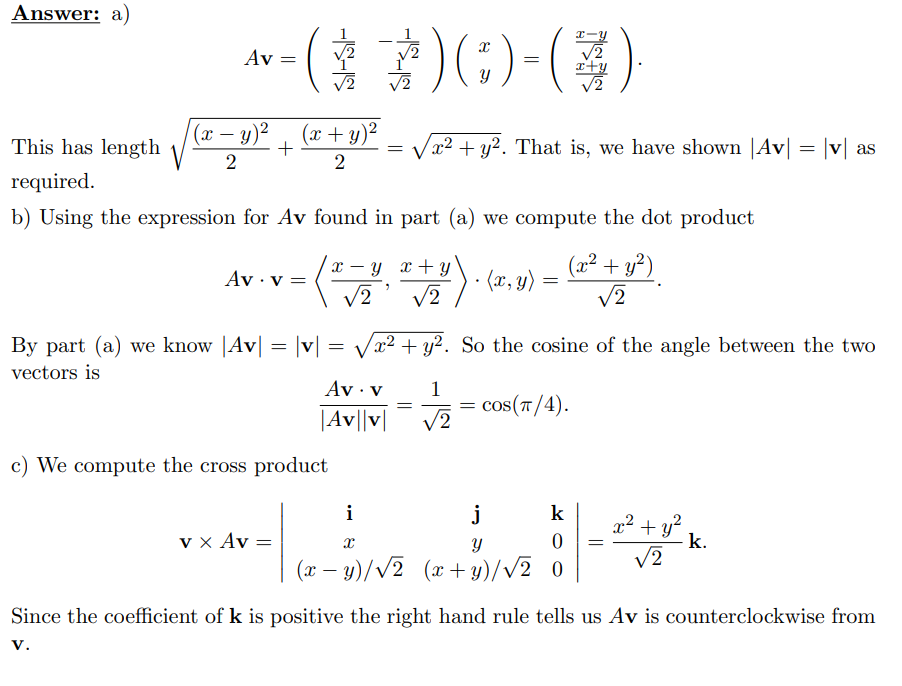 Answer: a)
$$A\mathbf{v} = \begin{pmatrix} \frac{1}{\sqrt{2}} & -\frac{1}{\sqrt{2}} \\ \frac{1}{\sqrt{2}} & \frac{1}{\sqrt{2}} \end{pmatrix} \begin{pmatrix} x \\ y \end{pmatrix} = \begin{pmatrix} \frac{x-y}{\sqrt{2}} \\ \frac{x+y}{\sqrt{2}} \end{pmatrix}.$$
This has length $\sqrt{\frac{(x-y)^2}{2} + \frac{(x+y)^2}{2}} = \sqrt{x^2+y^2}$. That is, we have shown $|A\mathbf{v}| = |\mathbf{v}|$ as
required.
b) Using the expression for $A\mathbf{v}$ found in part (a) we compute the dot product
$$A\mathbf{v} \cdot \mathbf{v} = \left\langle \frac{x-y}{\sqrt{2}}, \frac{x+y}{\sqrt{2}} \right\rangle \cdot \langle x, y \rangle = \frac{(x^2+y^2)}{\sqrt{2}}.$$
By part (a) we know $|A\mathbf{v}| = |\mathbf{v}| = \sqrt{x^2+y^2}$. So the cosine of the angle between the two
vectors is
$$\frac{A\mathbf{v} \cdot \mathbf{v}}{|A\mathbf{v}||\mathbf{v}|} = \frac{1}{\sqrt{2}} = \cos(\pi/4).$$
c) We compute the cross product
$$\mathbf{v} \times A\mathbf{v} = \begin{vmatrix} \mathbf{i} & \mathbf{j} & \mathbf{k} \\ x & y & 0 \\ (x-y)/\sqrt{2} & (x+y)/\sqrt{2} & 0 \end{vmatrix} = \frac{x^2+y^2}{\sqrt{2}} \mathbf{k}.$$
Since the coefficient of $\mathbf{k}$ is positive the right hand rule tells us $A\mathbf{v}$ is counterclockwise from
$\mathbf{v}$.